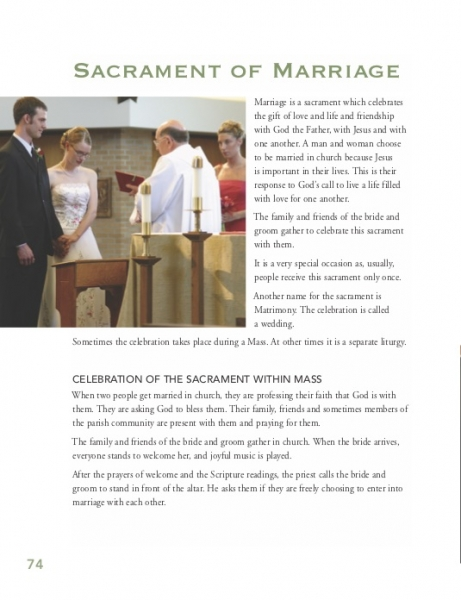 SACRAMENT OF MARRIAGE
Marriage is a sacrament which celebrates
the gift of love and life and friendship
with God the Father, with Jesus and with
one another. A man and woman choose
to be married in church because Jesus
is important in their lives. This is their
response to God's call to live a life filled
with love for one another.
The family and friends of the bride and
groom gather to celebrate this sacrament
with them.
It is a very special occasion as, usually,
people receive this sacrament only once.
Another name for the sacrament is
Matrimony. The celebration is called
a wedding.
Sometimes the celebration takes place during a Mass. At other times it is a separate liturgy.
CELEBRATION OF THE SACRAMENT WITHIN MASS
When two people get married in church, they are professing their faith that God is with
them. They are asking God to bless them. Their family, friends and sometimes members of
the parish community are present with them and praying for them.
The family and friends of the bride and groom gather in church. When the bride arrives,
everyone stands to welcome her, and joyful music is played.
After the prayers of welcome and the Scripture readings, the priest calls the bride and
groom to stand in front of the altar. He asks them if they are freely choosing to enter into
marriage with each other.
74